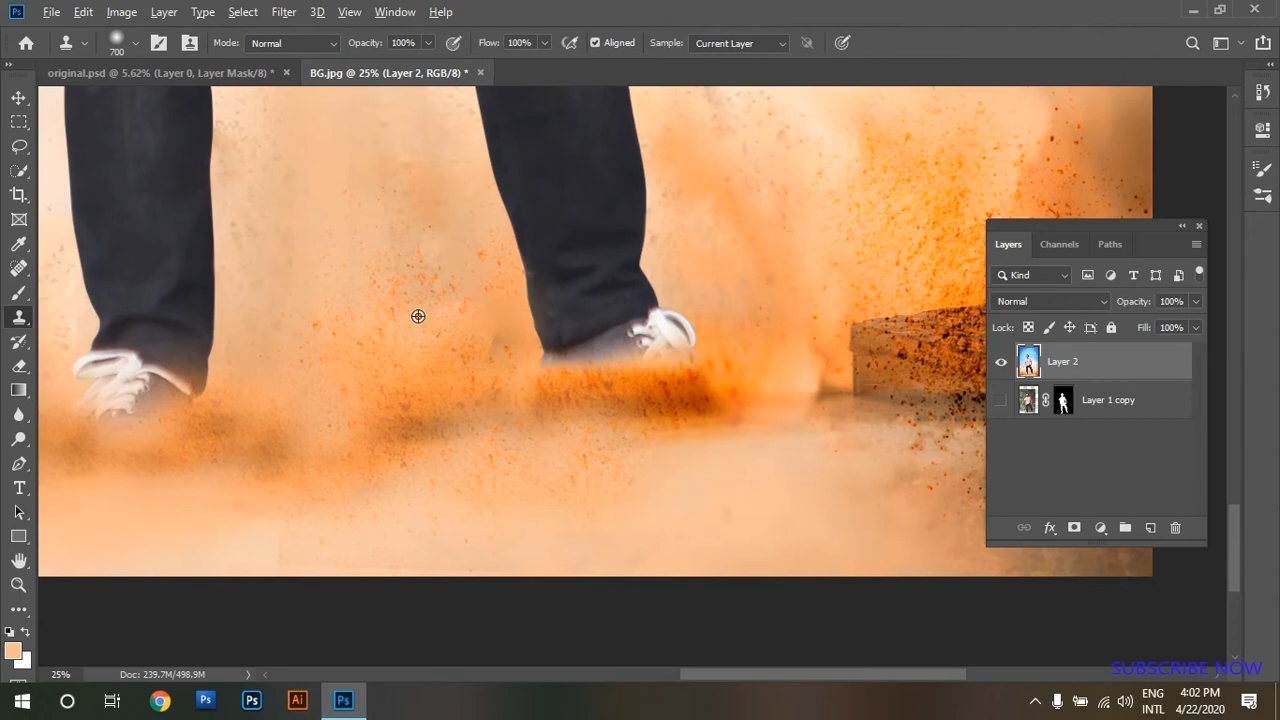 File Edit Image Layer Type Select Filter 3D View Window Help
700 Mode: Normal Opacity: 100% Flow: 100% Aligned Sample: Current Layer
original.psd @ 5.62% (Layer 0, Layer Mask/8) * BG.jpg @ 25% (Layer 2, RGB/8) *
Layers Channels Paths
Kind
Normal Opacity: 100%
Lock: Fill: 100%
Layer 2
Layer 1 copy
25% Doc: 239.7M/498.9M
SUBSCRIBE NOW
ENG
INTL
4:02 PM
4/22/2020